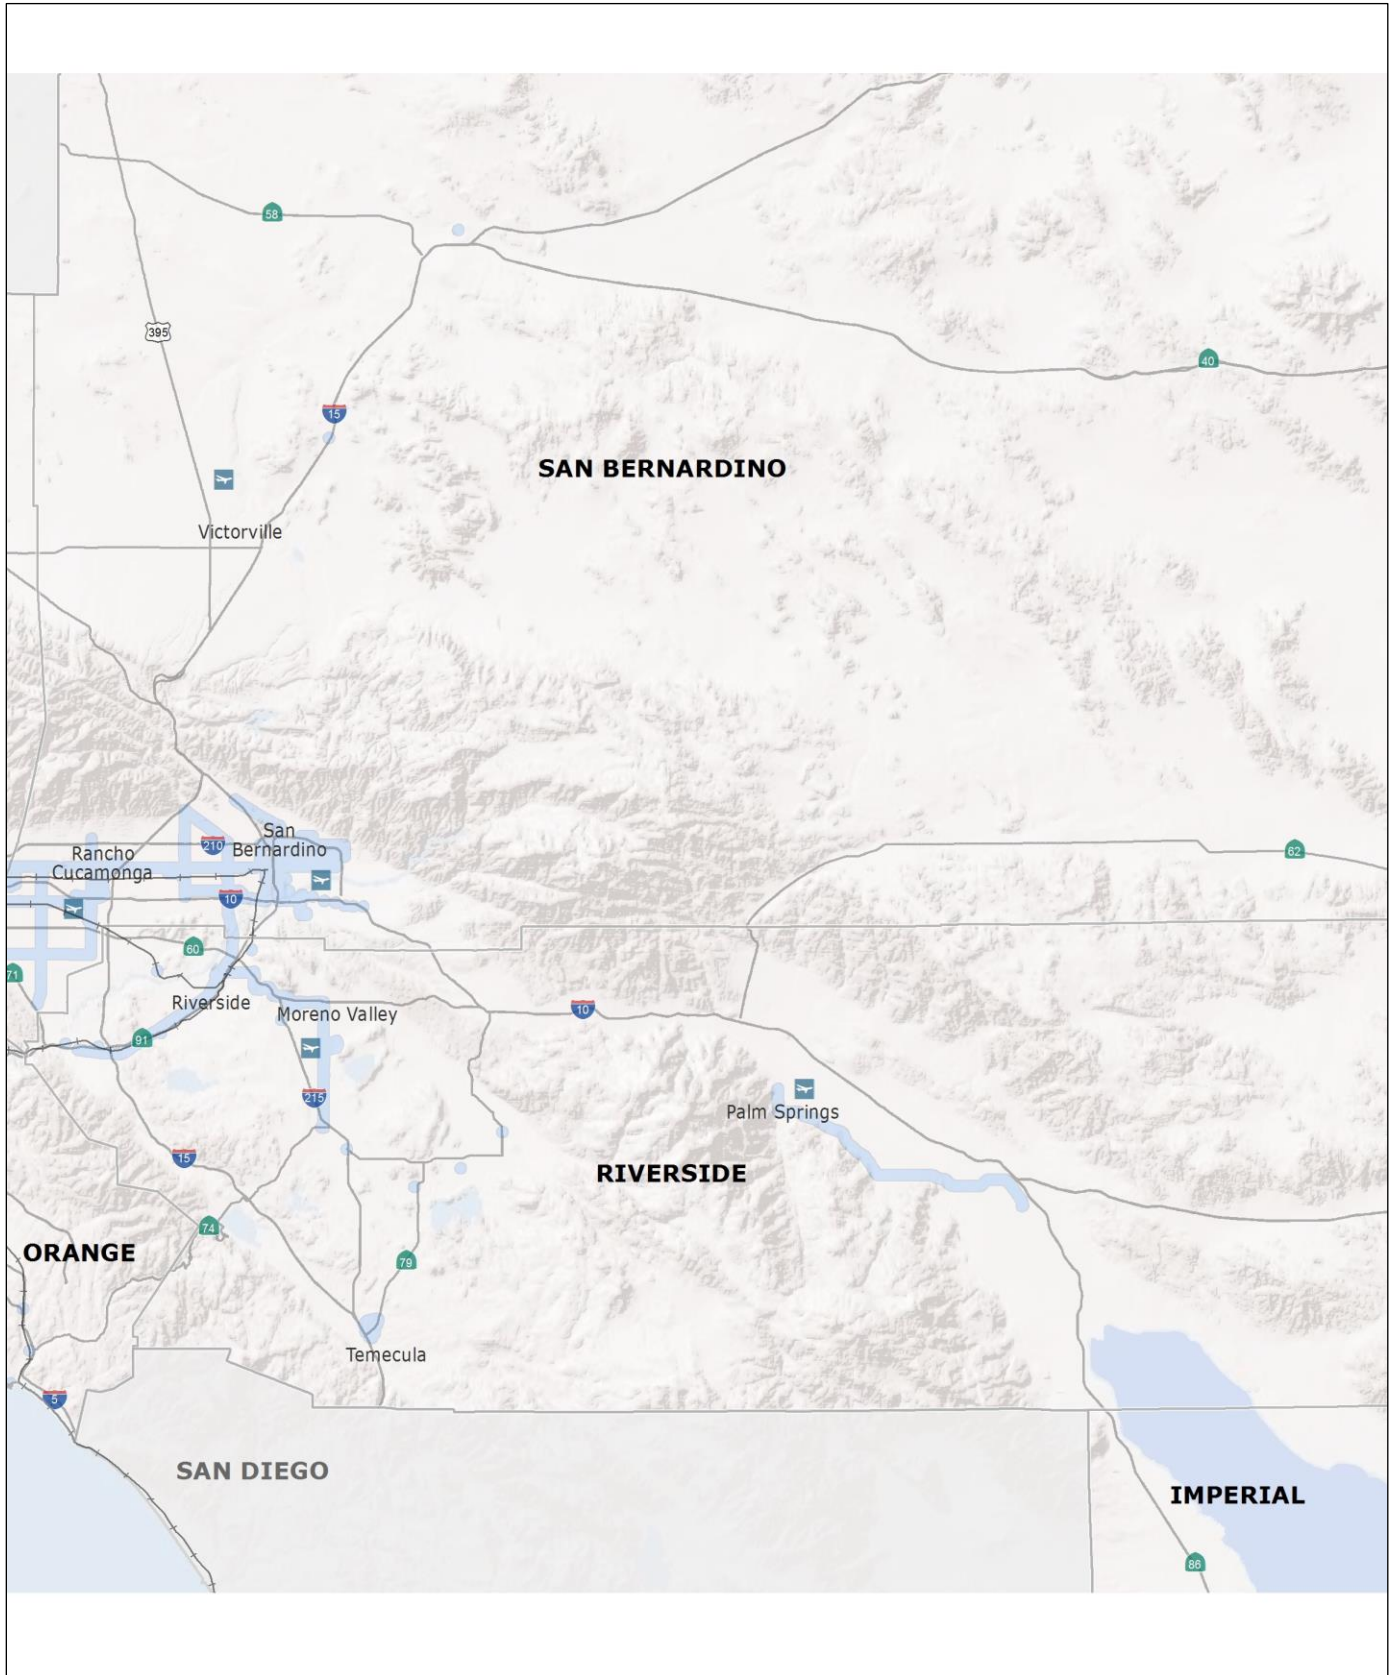 58
395
40
15
SAN BERNARDINO
Victorville
San
Bernardino
210
Rancho
Cucamonga
62
10
60
71
Riverside
Moreno Valley
10
91
215
Palm Springs
15
RIVERSIDE
74
ORANGE
79
Temecula
5
SAN DIEGO
IMPERIAL
86